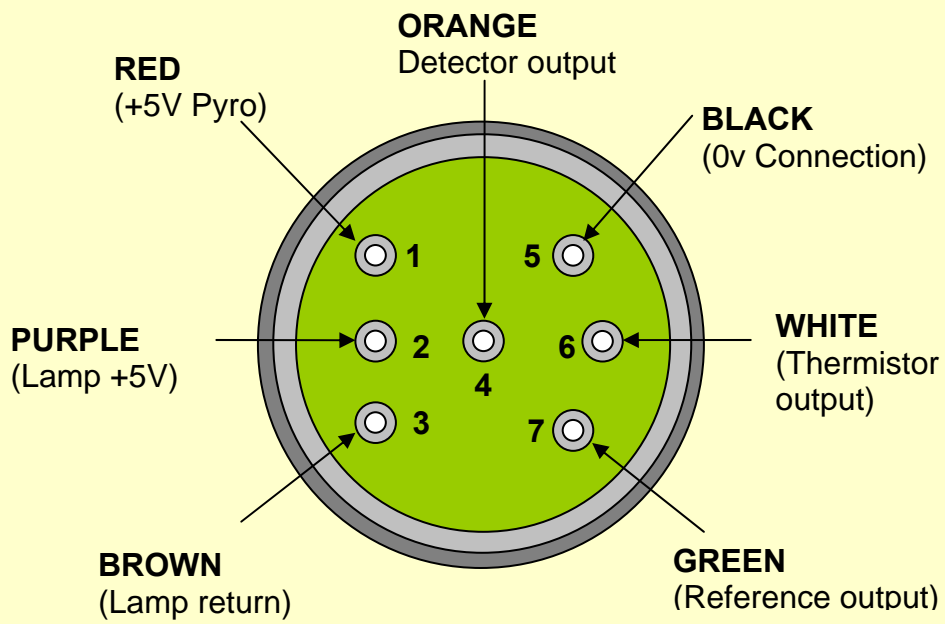 ORANGE
Detector output
RED
(+5V Pyro)
BLACK
(0v Connection)
1
5
PURPLE
(Lamp +5V)
2
4
6
WHITE
(Thermistor
output)
3
7
BROWN
(Lamp return)
GREEN
(Reference output)